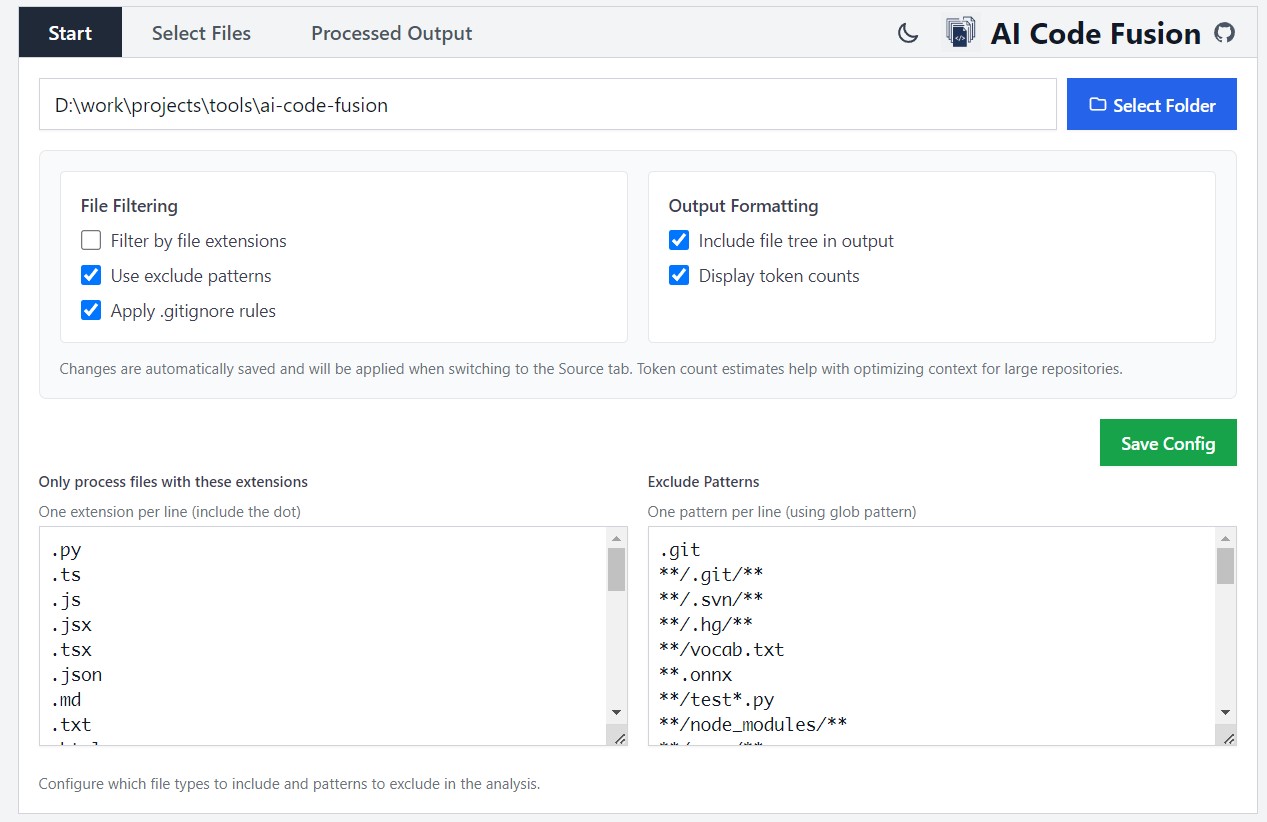 Start
Select Files
Processed Output
AI Code Fusion
D:\work\projects\tools\ai-code-fusion
Select Folder
File Filtering
Filter by file extensions
Use exclude patterns
Apply .gitignore rules
Output Formatting
Include file tree in output
Display token counts
Changes are automatically saved and will be applied when switching to the Source tab. Token count estimates help with optimizing context for large repositories.
Save Config
Only process files with these extensions
One extension per line (include the dot)
.py
.ts
.js
.jsx
.tsx
.json
.md
.txt
Exclude Patterns
One pattern per line (using glob pattern)
.git
**/.git/**
**/.svn/**
**/.hg/**
**/vocab.txt
**.onnx
**/test*.py
**/node_modules/**
Configure which file types to include and patterns to exclude in the analysis.